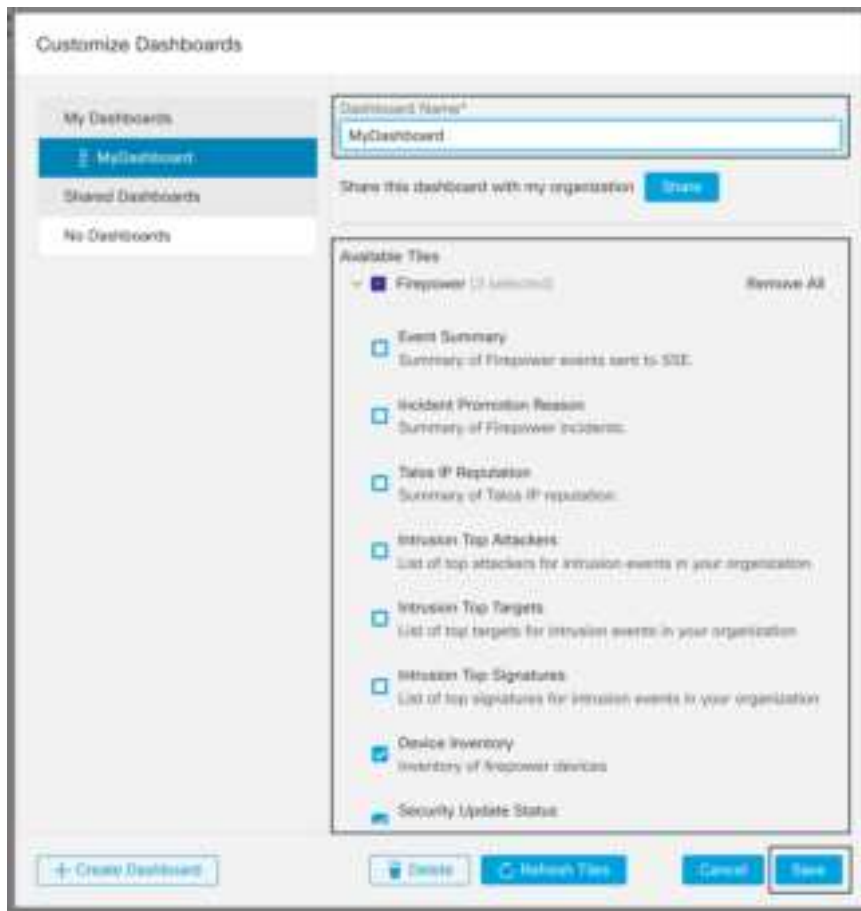 Customize Dashboards
My Dashboards
MyDashboard
Shared Dashboards
No Dashboards
Dashboard Name*
MyDashboard
Share this dashboard with my organization
Share
Available Tiles
Firepower (3 selected)
Remove All
Event Summary
Summary of Firepower events sent to SSE.
Incident Promotion Reason
Summary of Firepower incidents.
Talos IP Reputation
Summary of Talos IP reputation.
Intrusion Top Attackers
List of top attackers for intrusion events in your organization
Intrusion Top Targets
List of top targets for intrusion events in your organization
Intrusion Top Signatures
List of top signatures for intrusion events in your organization
Device Inventory
Inventory of firepower devices
Security Update Status
+ Create Dashboard
Delete
Refresh Tiles
Cancel
Save